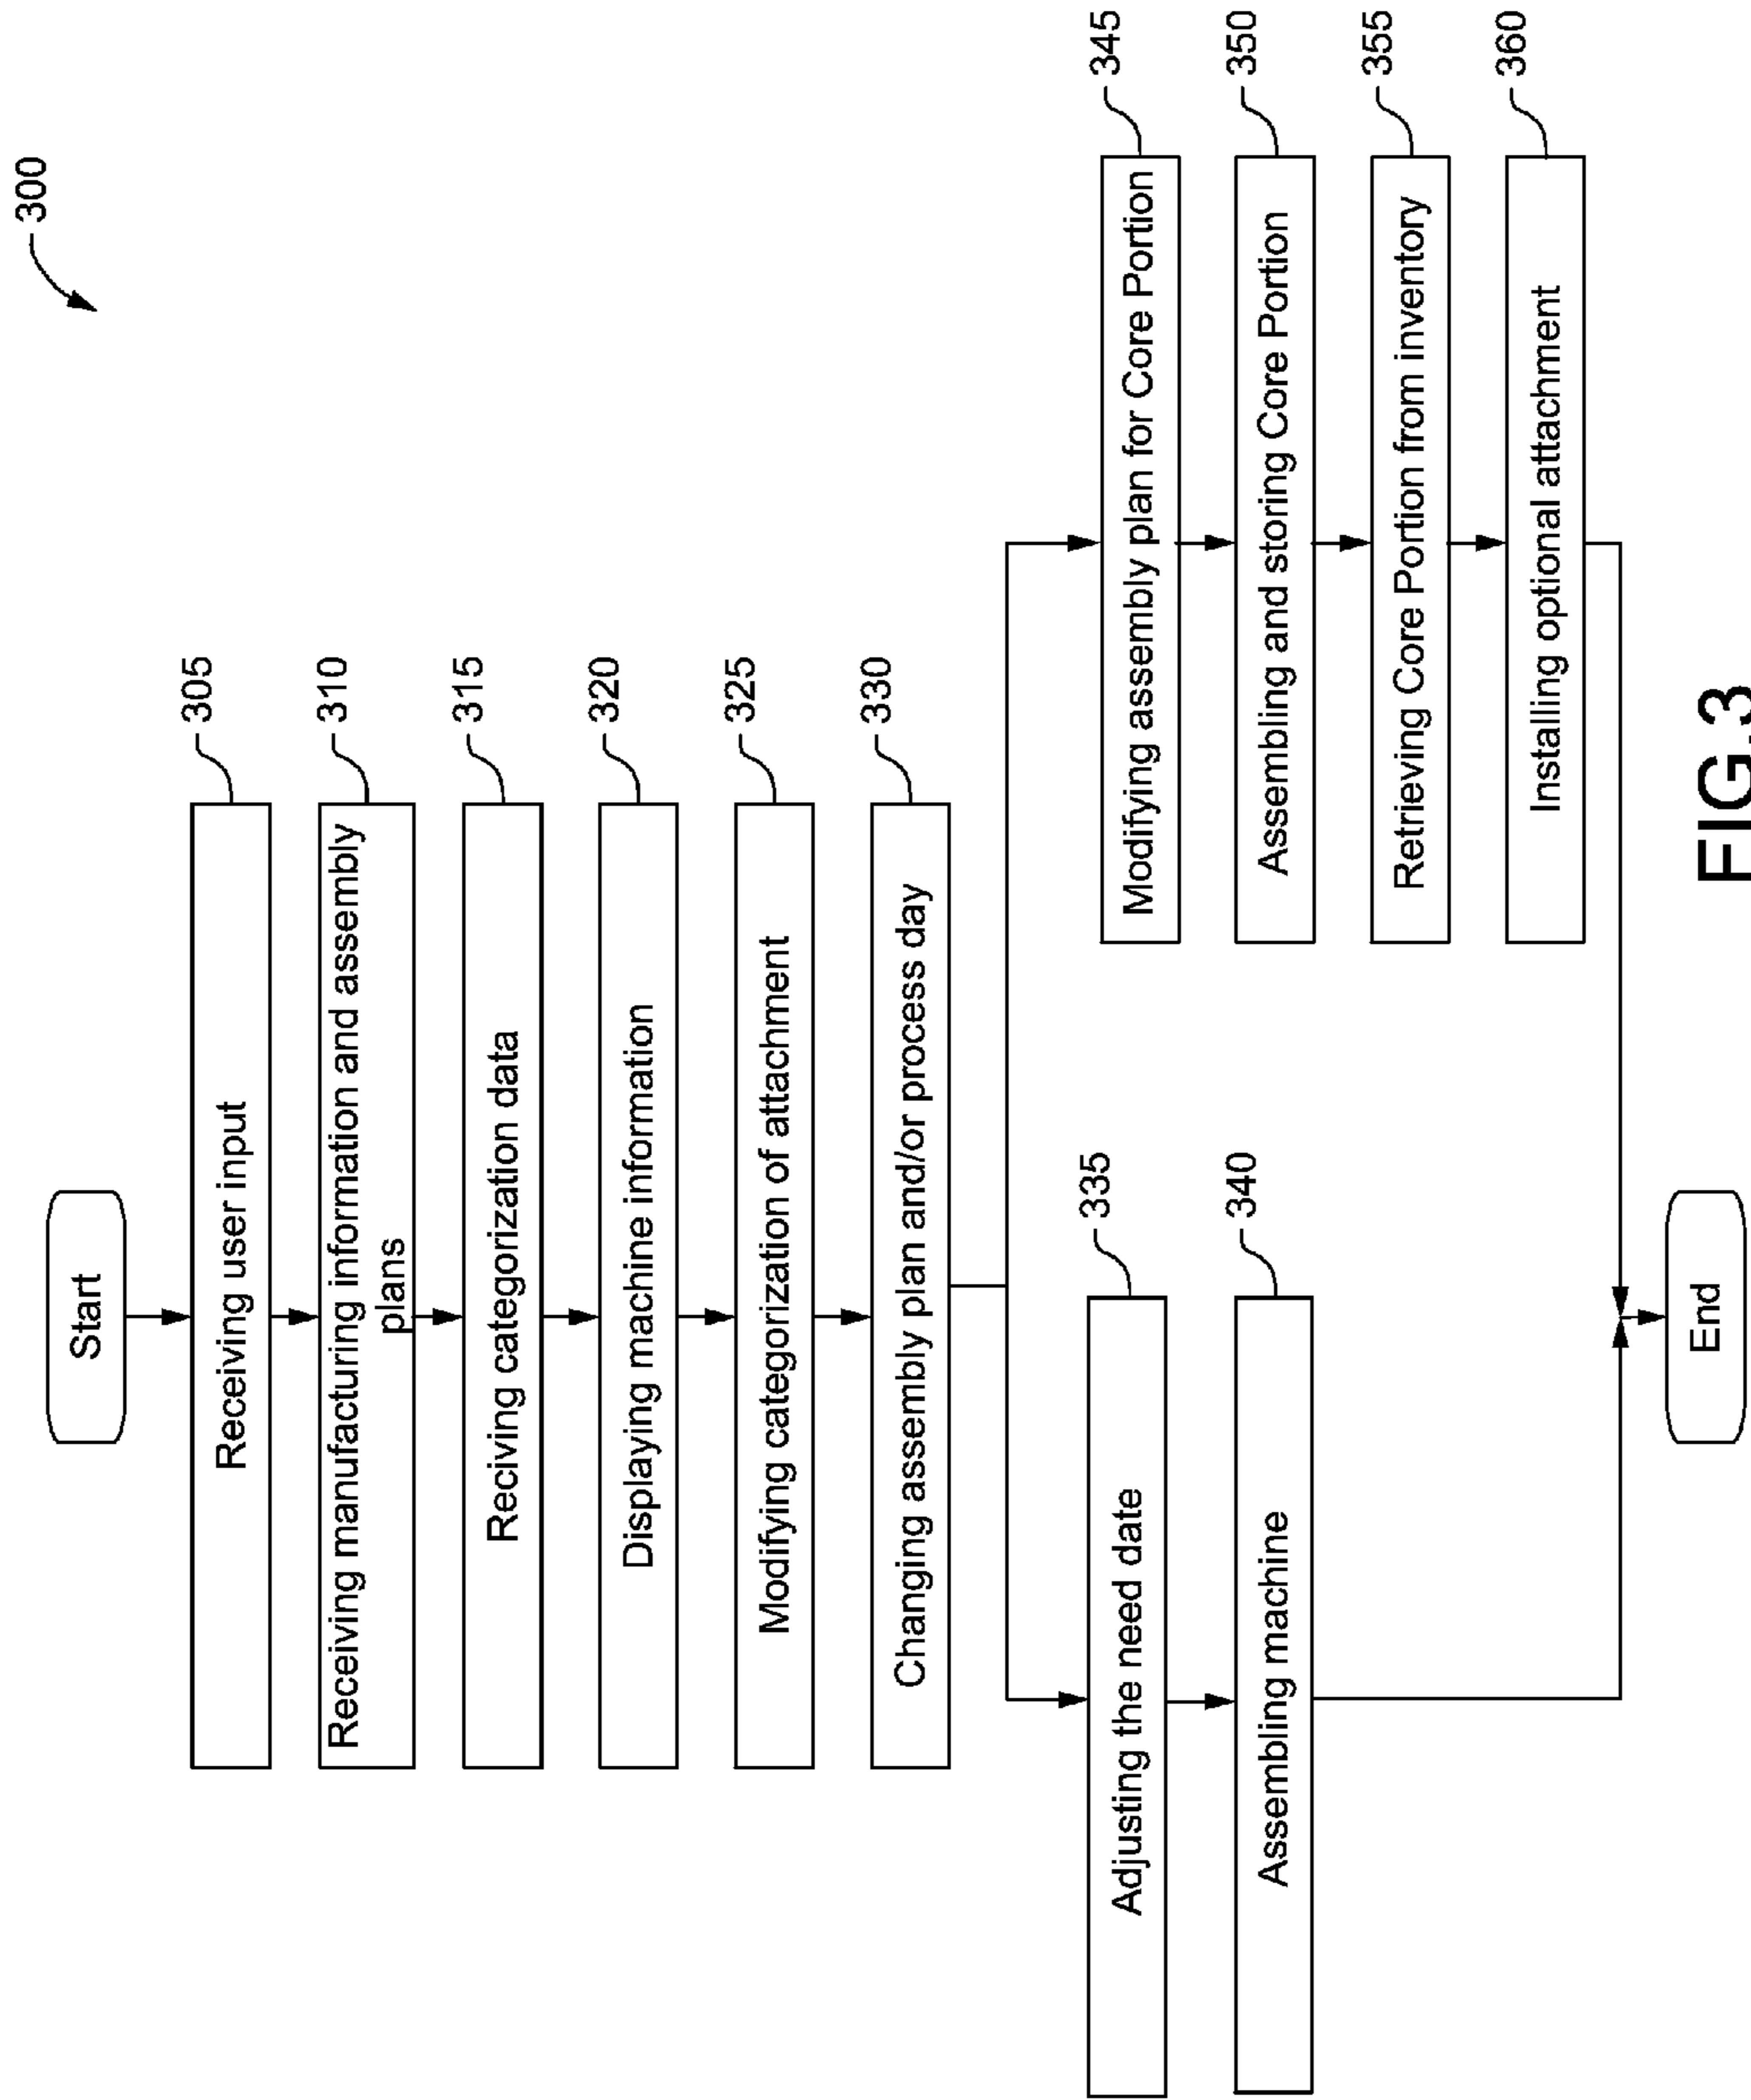 300
Start
Receiving user input
305
Receiving manufacturing information and assembly
plans
310
Reciving categorization data
315
Displaying machine information
320
Modifying categorization of attachment
325
Changing assembly plan and/or process day
330
Adjusting the need date
335
Assembling machine
340
Modifying assembly plan for Core Portion
345
Assembling and storing Core Portion
350
Retrieving Core Portion from inventory
355
Installing optional attachment
360
End
FIG.3